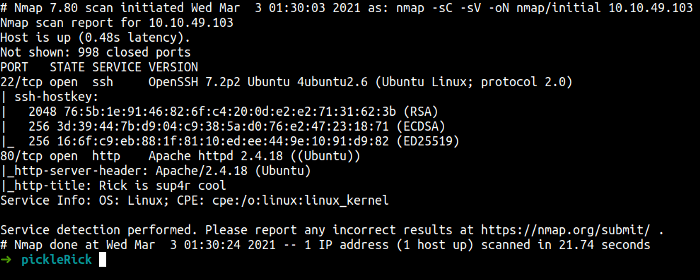 # Nmap 7.80 scan initiated Wed Mar  3 01:30:03 2021 as: nmap -sC -sV -oN nmap/initial 10.10.49.103
Nmap scan report for 10.10.49.103
Host is up (0.48s latency).
Not shown: 998 closed ports
PORT   STATE SERVICE VERSION
22/tcp open  ssh     OpenSSH 7.2p2 Ubuntu 4ubuntu2.6 (Ubuntu Linux; protocol 2.0)
| ssh-hostkey:
|   2048 76:5b:1e:91:46:82:6f:c4:20:0d:e2:e2:71:31:62:3b (RSA)
|   256 3d:39:44:7b:d9:04:c9:38:5a:d0:76:e2:47:23:18:71 (ECDSA)
|_  256 16:6f:c9:eb:88:1f:81:10:ed:ee:44:9e:10:91:d9:82 (ED25519)
80/tcp open  http    Apache httpd 2.4.18 ((Ubuntu))
|_http-server-header: Apache/2.4.18 (Ubuntu)
|_http-title: Rick is sup4r cool
Service Info: OS: Linux; CPE: cpe:/o:linux:linux_kernel

Service detection performed. Please report any incorrect results at https://nmap.org/submit/ .
# Nmap done at Wed Mar  3 01:30:24 2021 -- 1 IP address (1 host up) scanned in 21.74 seconds
→ pickleRick